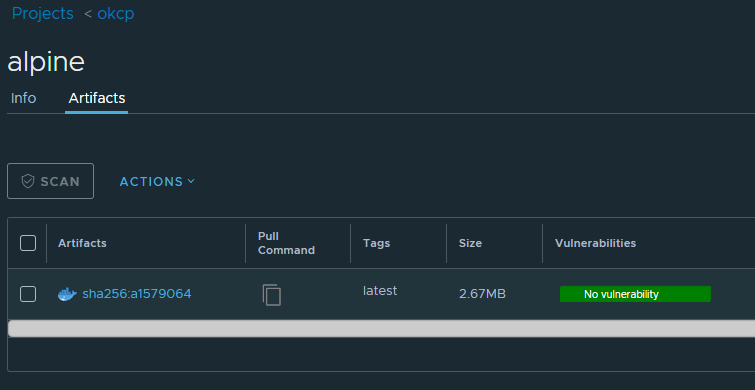 Projects < okcp
alpine
Info Artifacts
SCAN ACTIONS
Artifacts Pull Command Tags Size Vulnerabilities
sha256:a1579064 latest 2.67MB No vulnerability